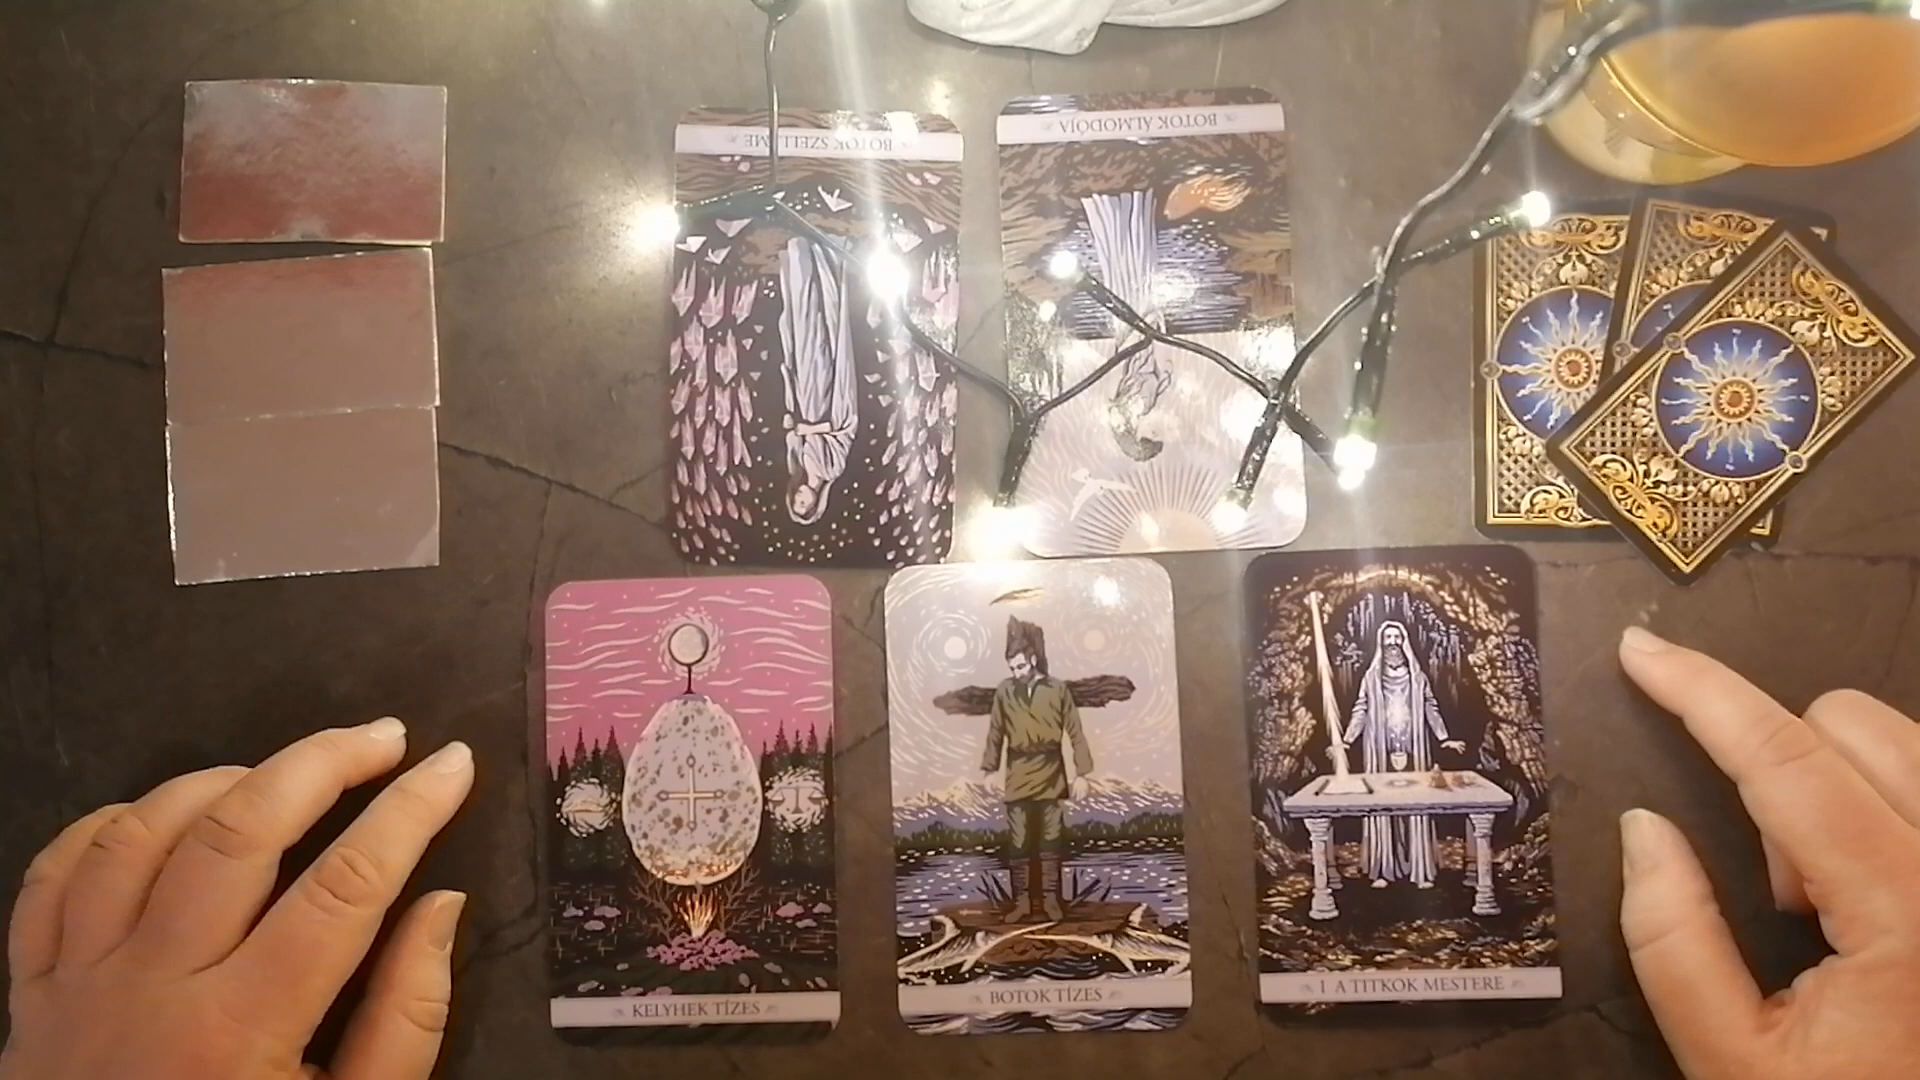 BOTOK SZELLEME
BOTOK ÁLMODÓJA
KELYHEK TÍZES
BOTOK TÍZES
I A TITKOK MESTERE